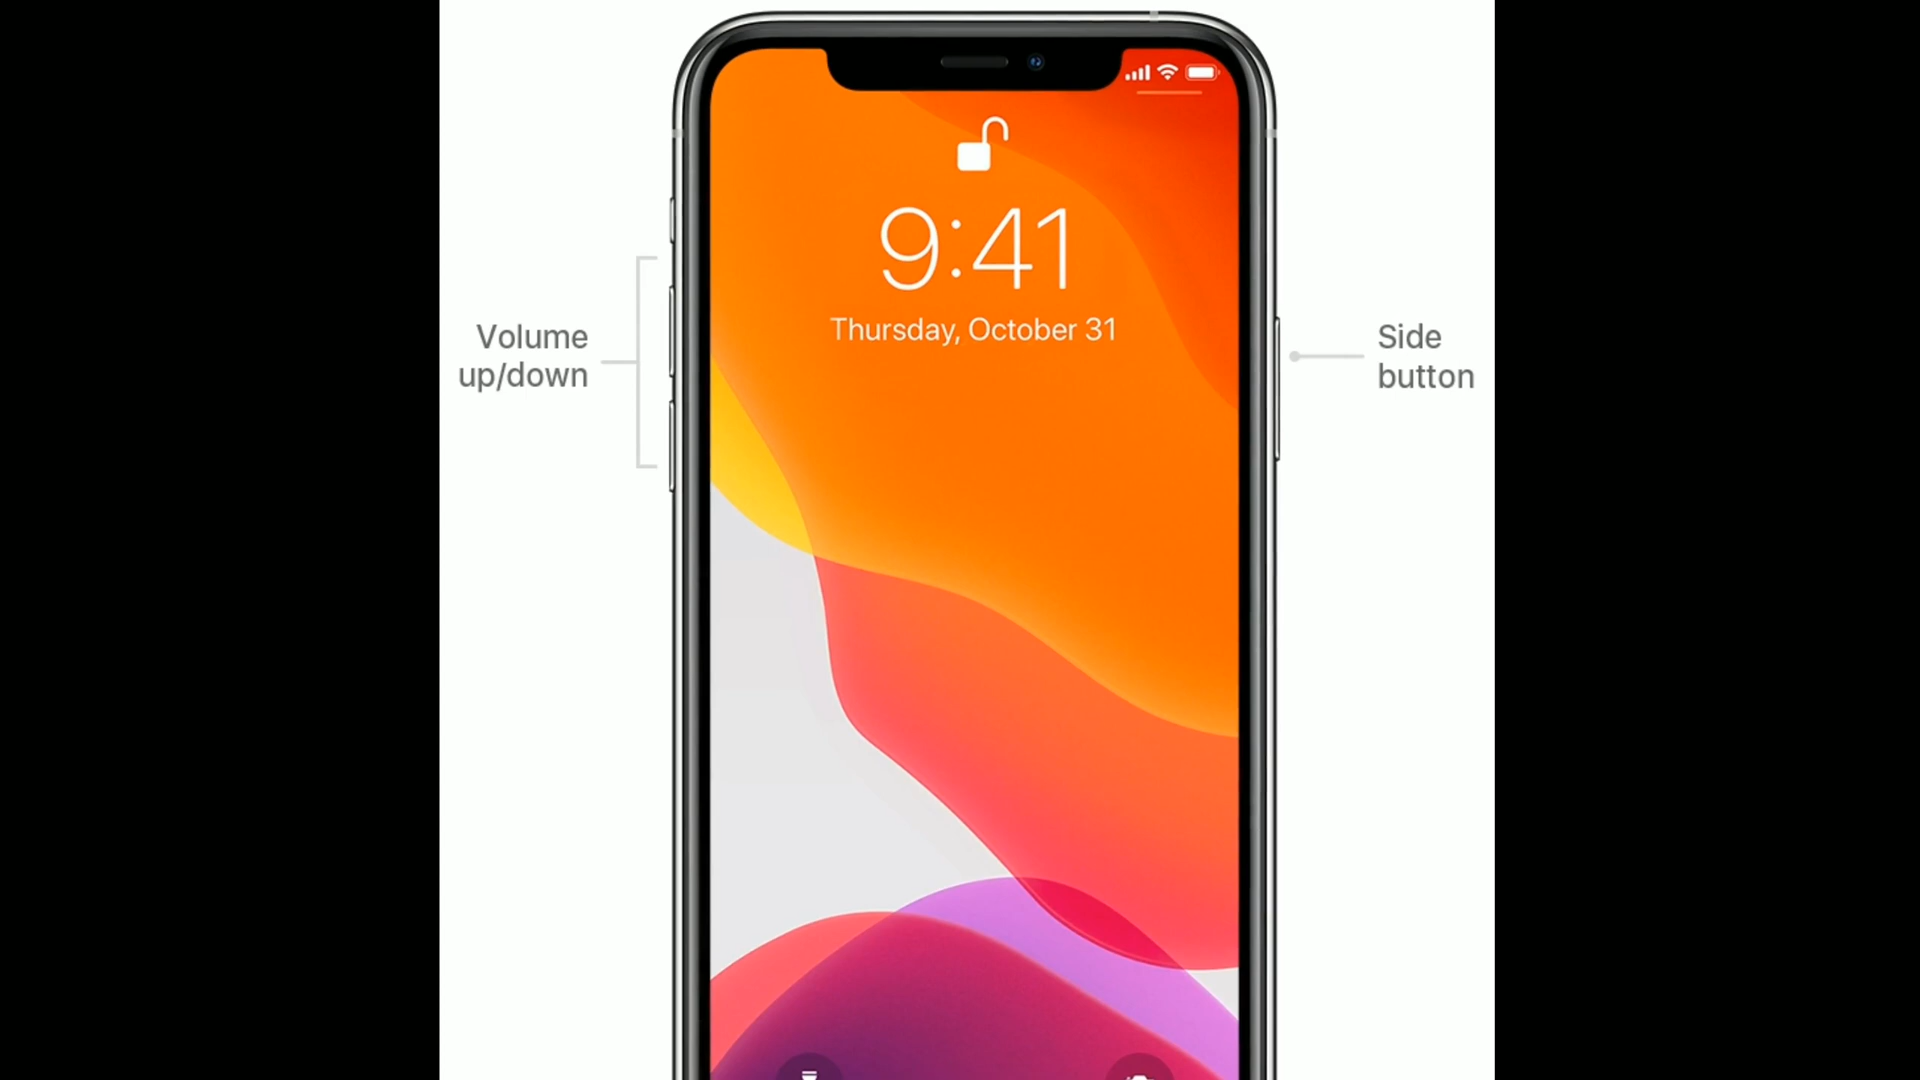 9:41
Thursday, October 31
Volume
up/down
Side
button